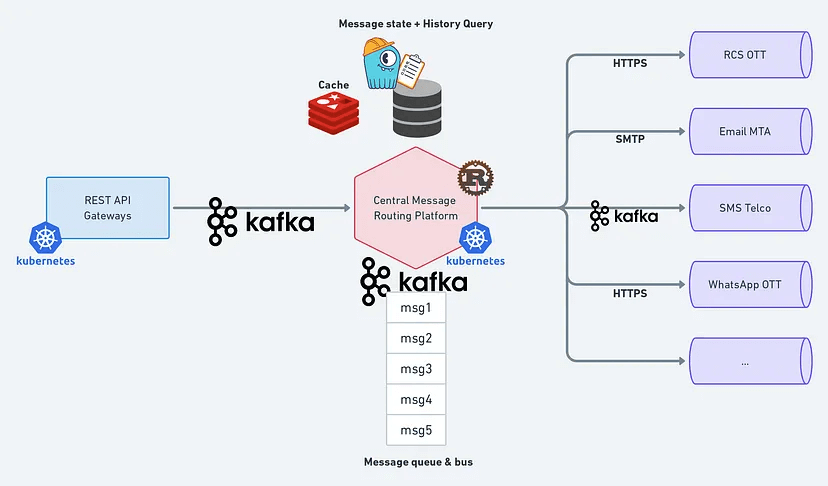 Message state + History Query
Cache
REST API
Gateways
kubernetes
kafka
Central Message
Routing Platform
R
kubernetes
kafka
msg1
msg2
msg3
msg4
msg5
Message queue & bus
HTTPS
RCS OTT
SMTP
Email MTA
kafka
SMS Telco
HTTPS
WhatsApp OTT
...